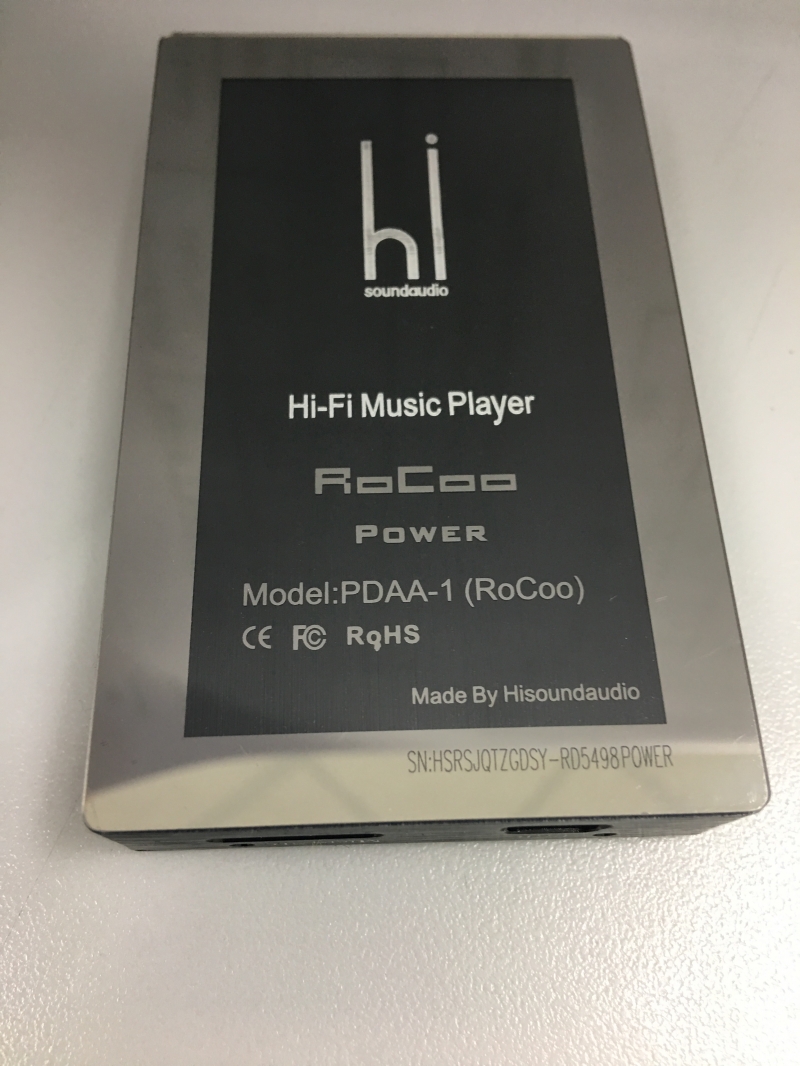 hi
soundaudio
Hi-Fi Music Player
RoCoo
POWER
Model:PDAA-1 (RoCoo)
CE FC RoHS
Made By Hisoundaudio
SN:HSRSJQTZGDSY-RD5498POWER